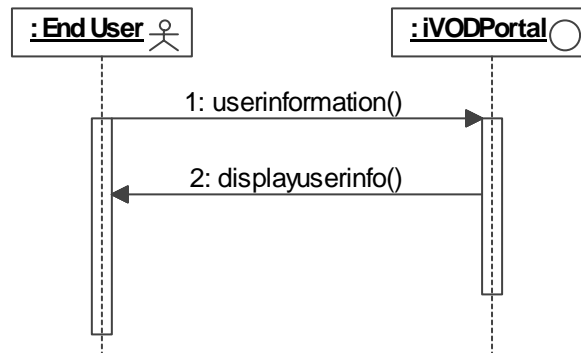 : End User
: iVODPortal
1: userinformation()
2: displayuserinfo()